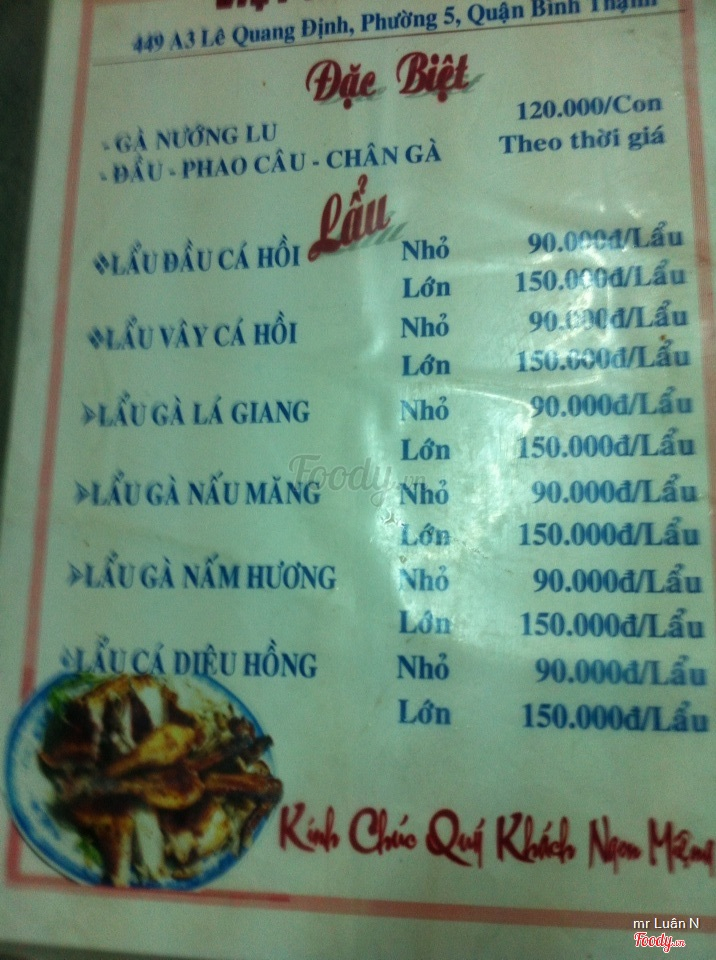 449 A3 Lê Quang Định, Phường 5, Quận Bình Thạnh
Đặc Biệt
- GÀ NƯỚNG LU 120.000/Con
- ĐẦU - PHAO CÂU - CHÂN GÀ Theo thời giá
Lẩu
LẨU ĐẦU CÁ HỒI Nhỏ 90.000đ/Lẩu
Lớn 150.000đ/Lẩu
LẨU VÂY CÁ HỒI Nhỏ 90.000đ/Lẩu
Lớn 150.000đ/Lẩu
LẨU GÀ LÁ GIANG Nhỏ 90.000đ/Lẩu
Lớn 150.000đ/Lẩu
LẨU GÀ NẤU MĂNG Nhỏ 90.000đ/Lẩu
Lớn 150.000đ/Lẩu
LẨU GÀ NẤM HƯƠNG Nhỏ 90.000đ/Lẩu
Lớn 150.000đ/Lẩu
LẨU CÁ DIÊU HỒNG Nhỏ 90.000đ/Lẩu
Lớn 150.000đ/Lẩu
Kính Chúc Quý Khách Ngon Miệng
Foody.vn
mr Luân N
Foody.vn